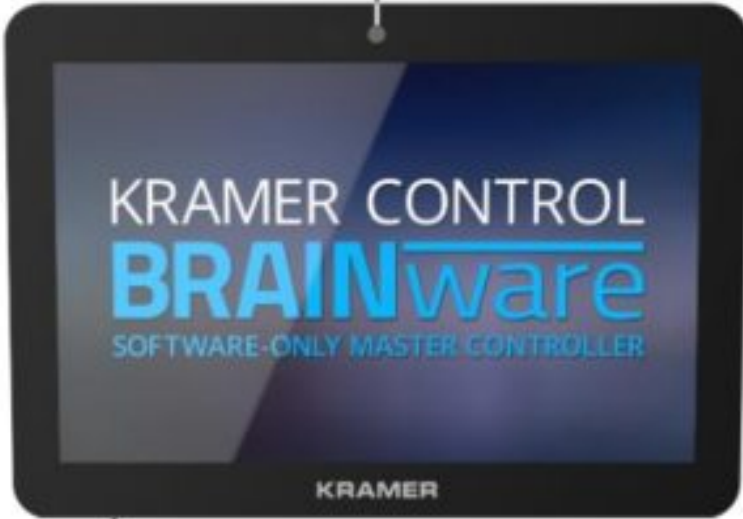 KRAMER CONTROL
BRAINware
SOFTWARE-ONLY MASTER CONTROLLER
KRAMER